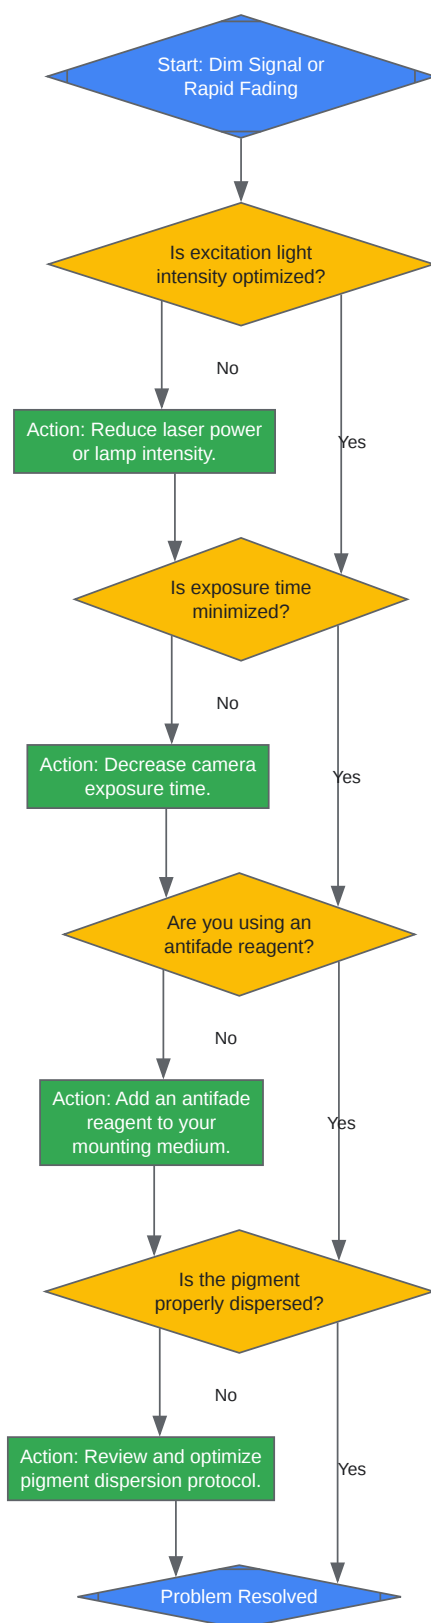 Start: Dim Signal or
Rapid Fading
Is excitation light
intensity optimized?
No
Action: Reduce laser power
or lamp intensity.
Yes
Is exposure time
minimized?
No
Action: Decrease camera
exposure time.
Yes
Are you using an
antifade reagent?
No
Action: Add an antifade
reagent to your
mounting medium.
Yes
Is the pigment
properly dispersed?
No
Action: Review and optimize
pigment dispersion protocol.
Yes
Problem Resolved